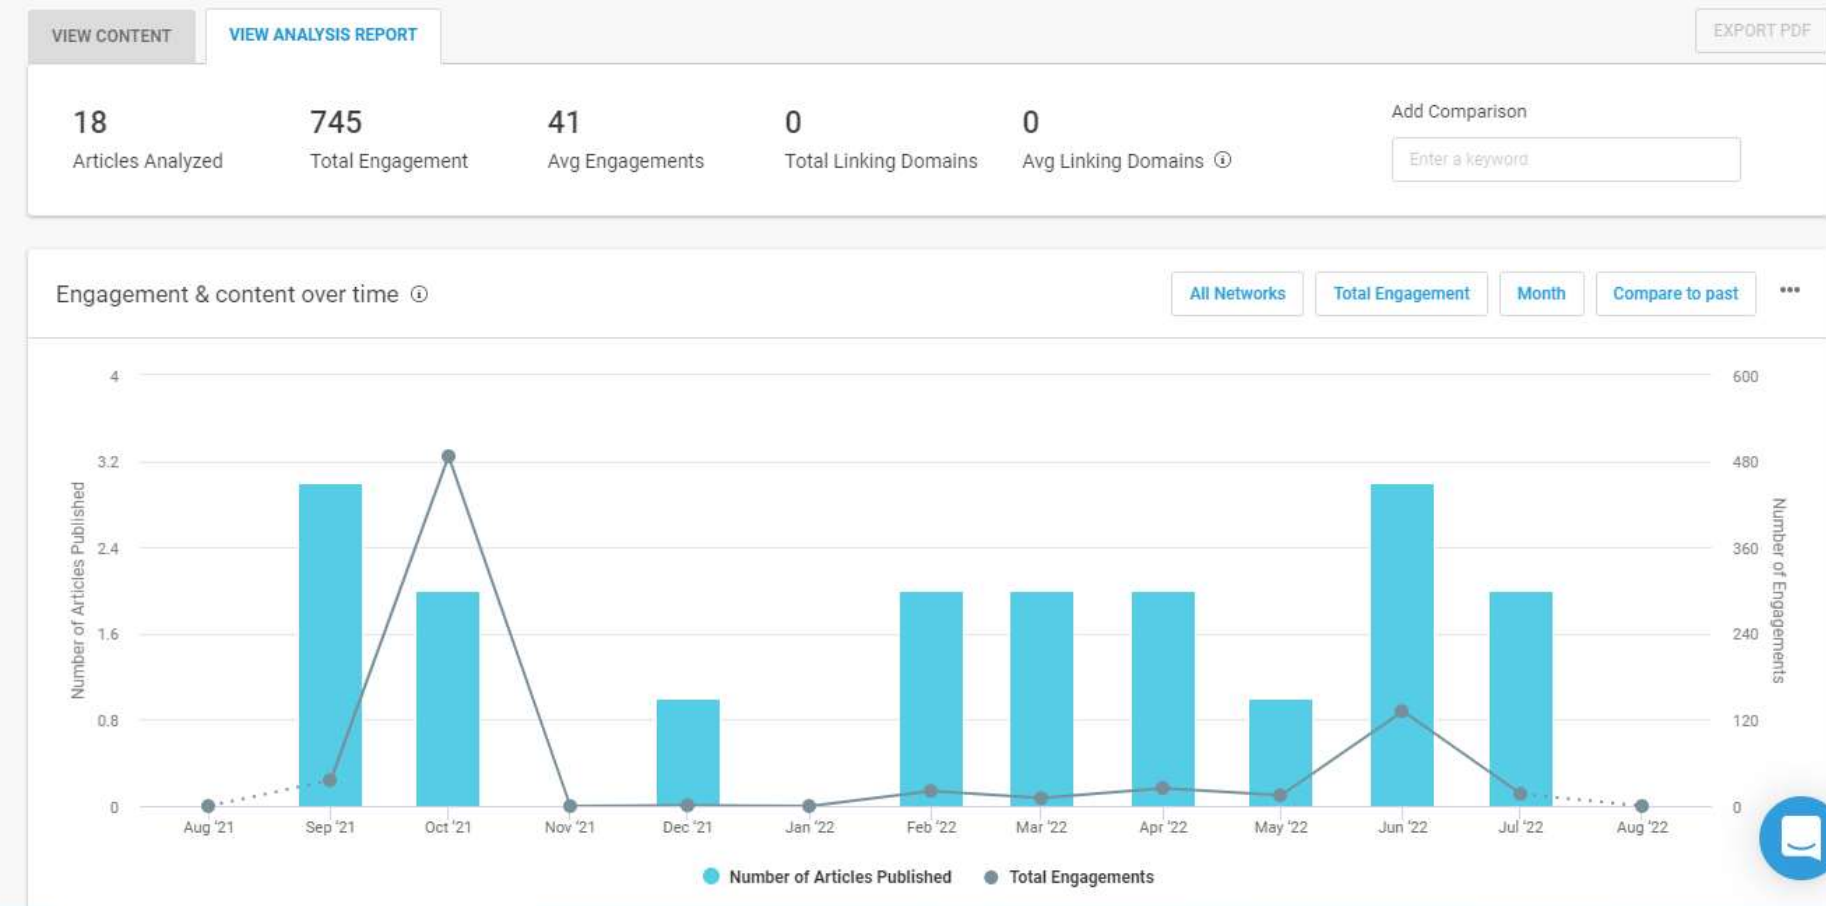 VIEW CONTENT
VIEW ANALYSIS REPORT
EXPORT PDF
18
Articles Analyzed
745
Total Engagement
41
Avg Engagements
0
Total Linking Domains
0
Avg Linking Domains
Add Comparison
Enter a keyword
Engagement & content over time
All Networks
Total Engagement
Month
Compare to past
Number of Articles Published
4
3.2
2.4
1.6
0.8
0
600
480
360
240
120
0
Number of Engagements
Aug '21
Sep '21
Oct '21
Nov '21
Dec '21
Jan '22
Feb '22
Mar '22
Apr '22
May '22
Jun '22
Jul '22
Aug '22
Number of Articles Published
Total Engagements